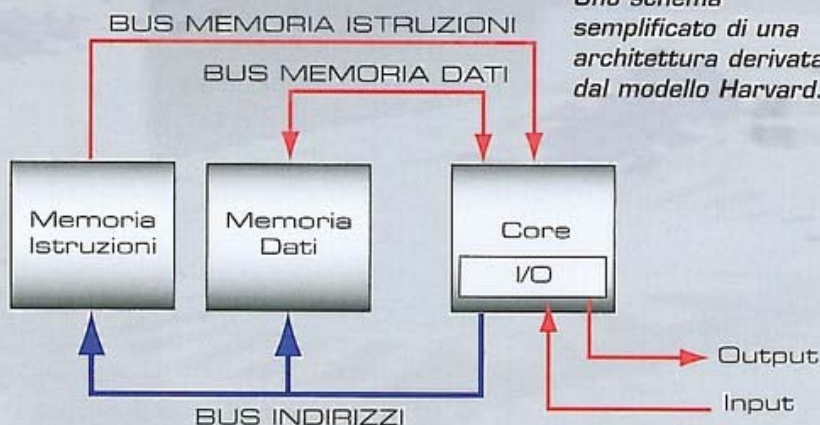 semplificato di una
architettura derivata
dal modello Harvard.
BUS MEMORIA ISTRUZIONI
BUS MEMORIA DATI
Memoria
Istruzioni
Memoria
Dati
Core
I/O
Output
Input
BUS INDIRIZZI